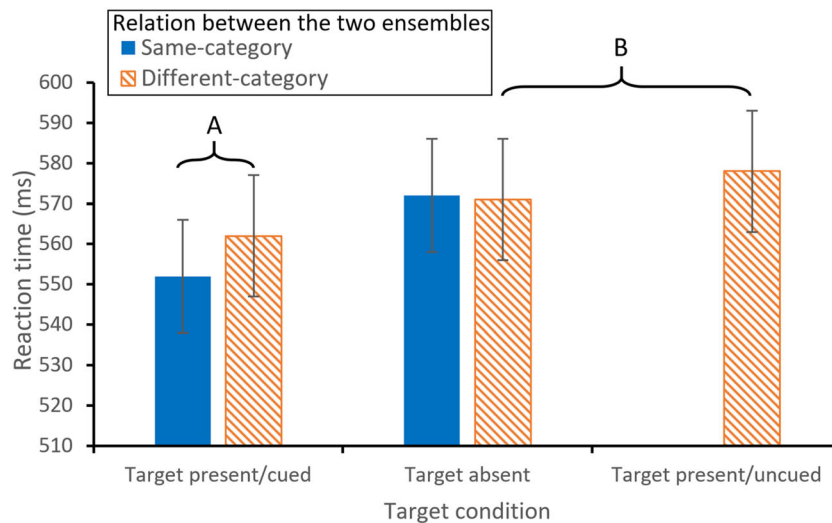 Relation between the two ensembles
Same-category
Different-category
A
B
600
590
580
570
560
550
540
530
520
510
Reaction time (ms)
Target present/cued
Target absent
Target present/uncued
Target condition